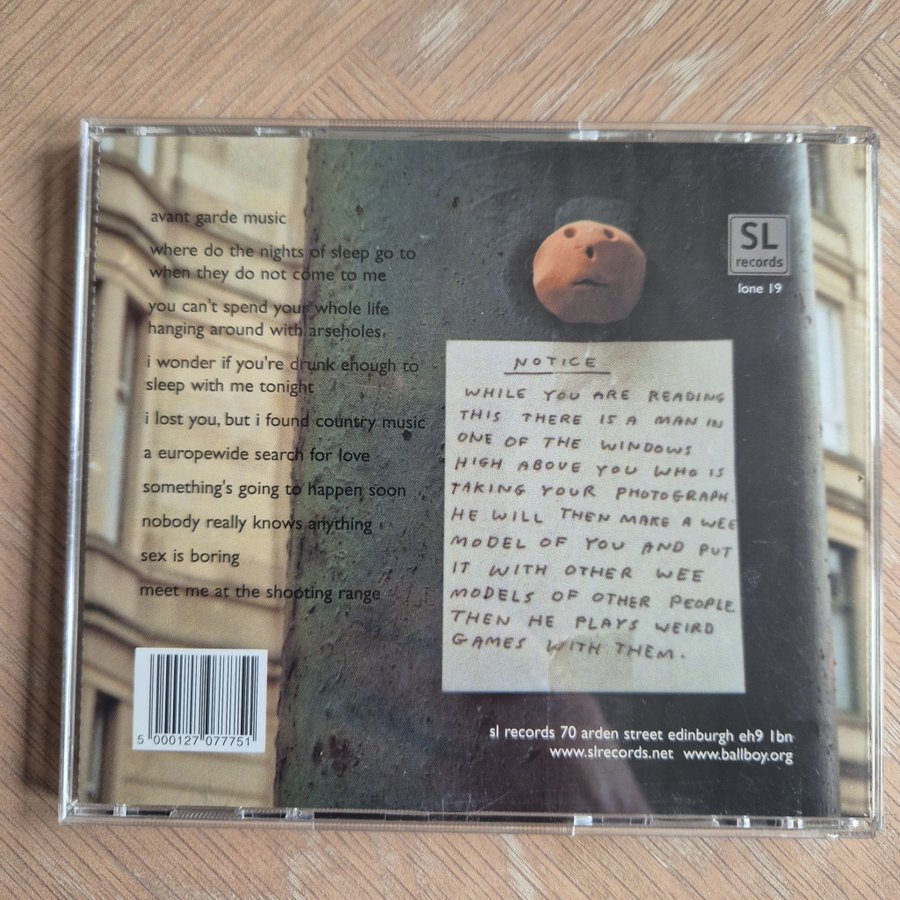 avant garde music
where do the nights of sleep go to
when they do not come to me
you can't spend your whole life
hanging around with arseholes
i wonder if you're drunk enough to
sleep with me tonight
i lost you, but i found country music
a europewide search for love
something's going to happen soon
nobody really knows anything
sex is boring
meet me at the shooting range
5 000127 077751
SL
records
lone 19
NOTICE
WHILE YOU ARE READING
THIS THERE IS A MAN IN
ONE OF THE WINDOWS
HIGH ABOVE YOU WHO IS
TAKING YOUR PHOTOGRAPH.
HE WILL THEN MAKE A WEE
MODEL OF YOU AND PUT
IT WITH OTHER WEE
MODELS OF OTHER PEOPLE.
THEN HE PLAYS WEIRD
GAMES WITH THEM.
sl records 70 arden street edinburgh eh9 1bn
www.slrecords.net www.ballboy.org